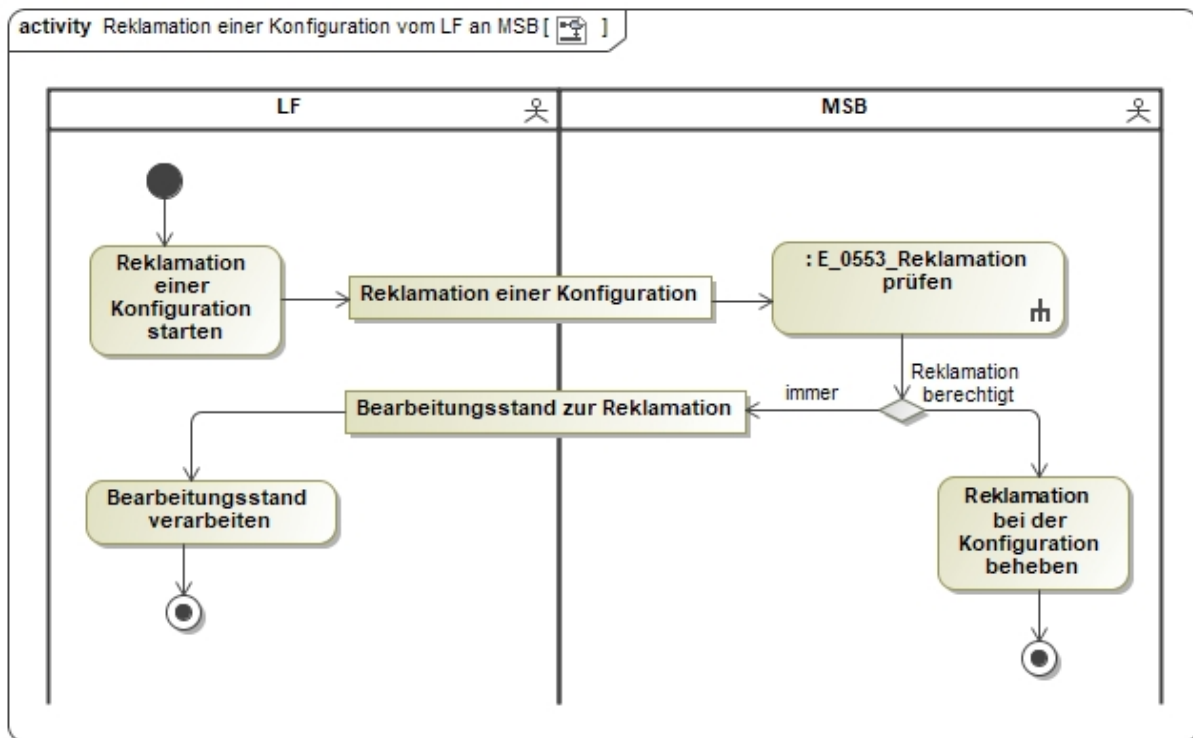 activity Reklamation einer Konfiguration vom LF an MSB [ ]
LF
MSB
Reklamation
einer
Konfiguration
starten
Reklamation einer Konfiguration
: E_0553_Reklamation
prüfen
Reklamation
berechtigt
immer
Bearbeitungsstand zur Reklamation
Bearbeitungsstand
verarbeiten
Reklamation
bei der
Konfiguration
beheben